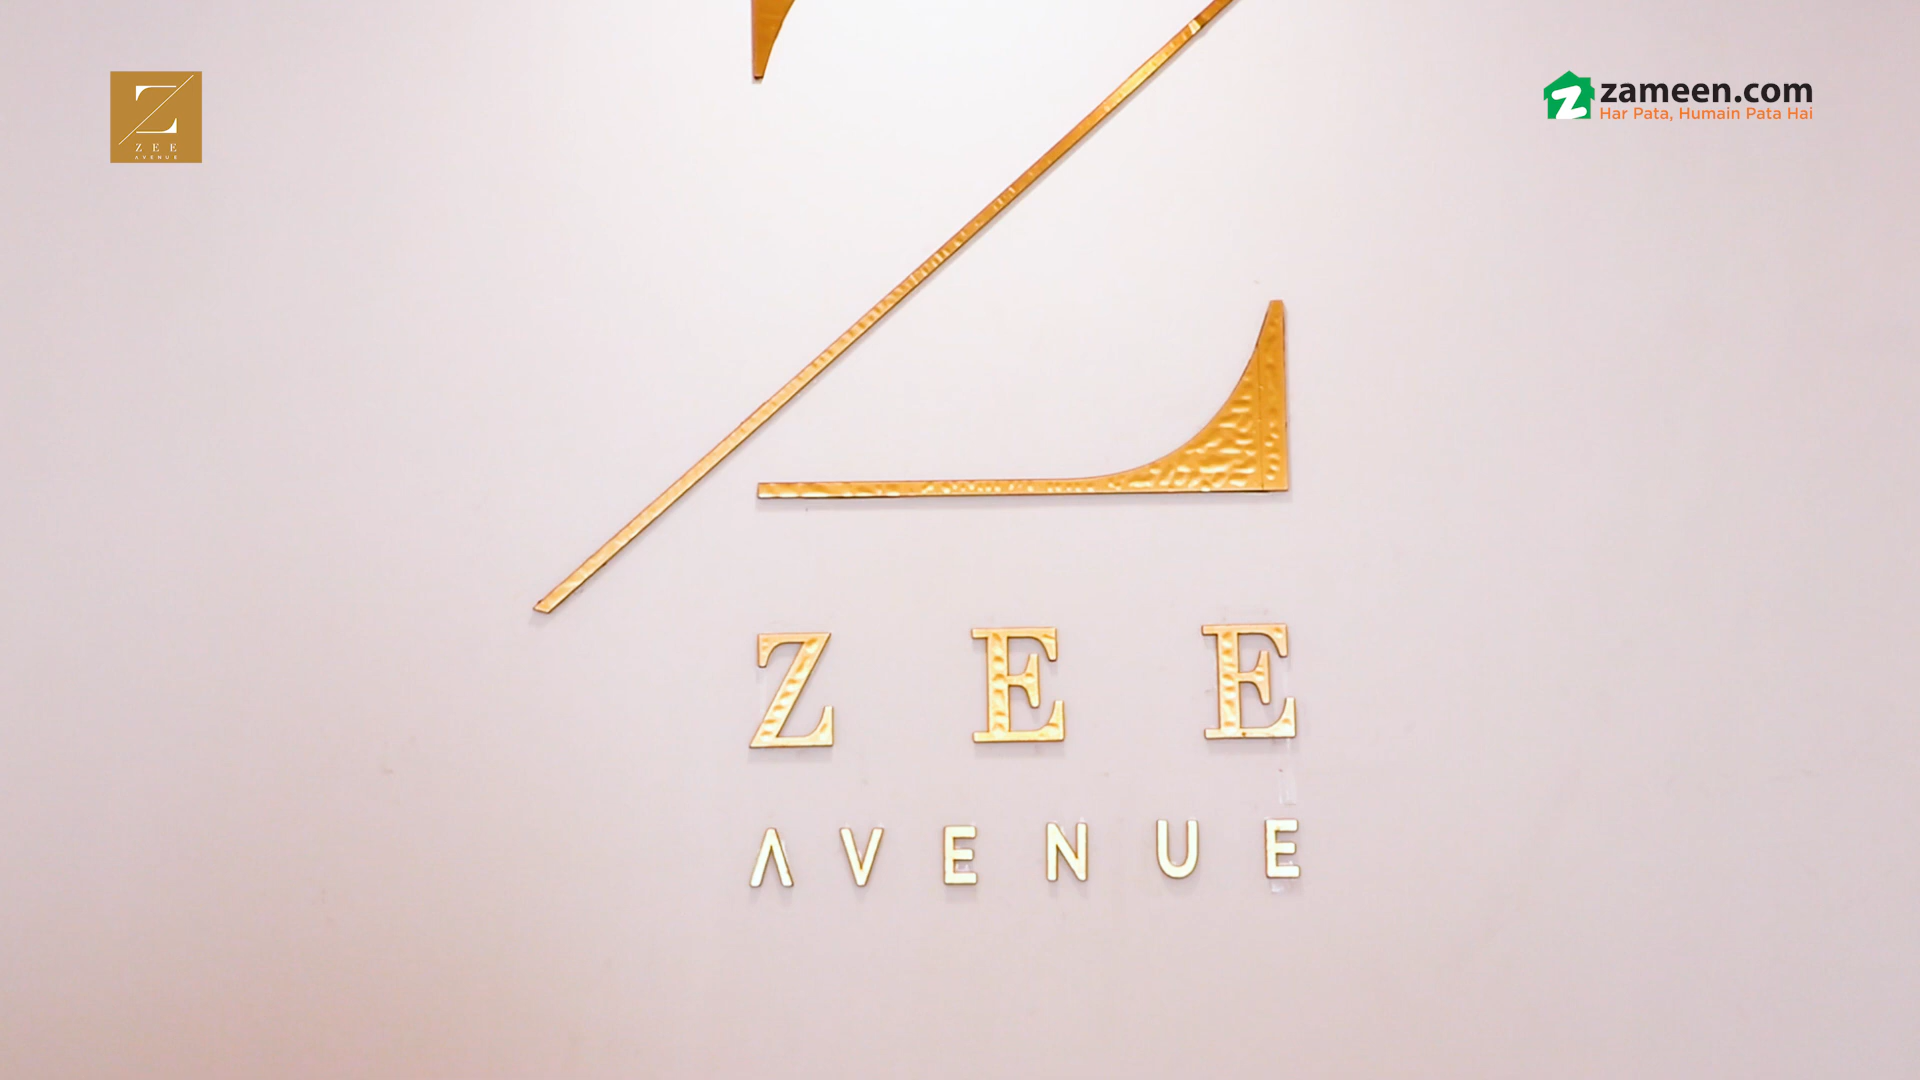 Z
ZEE
AVENUE
zameen.com
Har Pata, Humain Pata Hai
ZEE
AVENUE